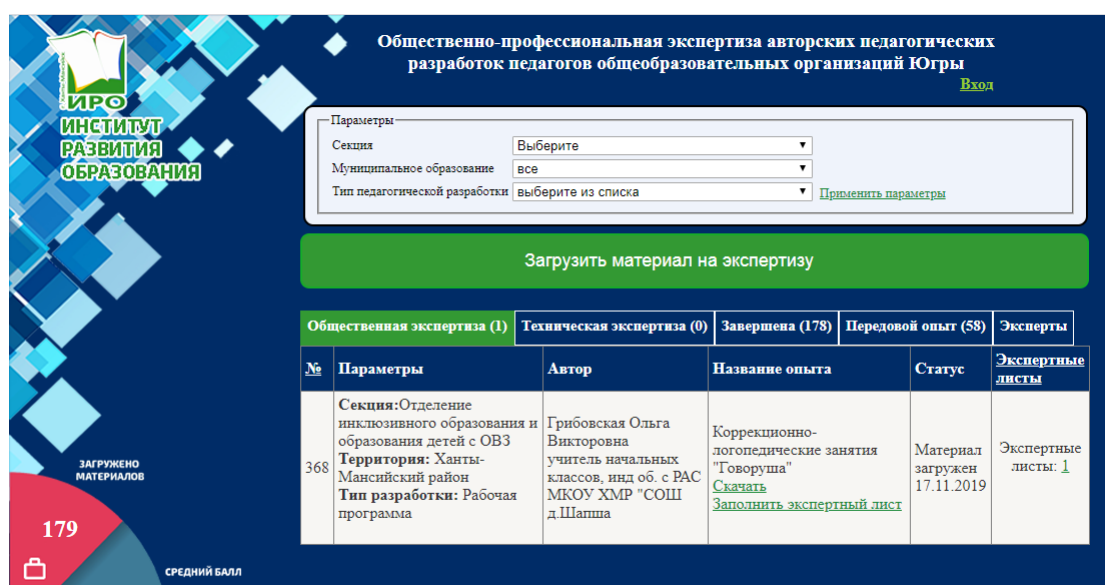 Общественно-профессиональная экспертиза авторских педагогических
разработок педагогов общеобразовательных организаций Югры
Вход
ИРО
ИНСТИТУТ
РАЗВИТИЯ
ОБРАЗОВАНИЯ
Параметры
Секция Выберите
Муниципальное образование все
Тип педагогической разработки выберите из списка Применить параметры
Загрузить материал на экспертизу
Общественная экспертиза (1) Техническая экспертиза (0) Завершена (178) Передовой опыт (58) Эксперты
№ Параметры Автор Название опыта Статус Экспертные
листы
368
Секция:Отделение
инклюзивного образования и
образования детей с ОВЗ
Территория: Ханты-
Мансийский район
Тип разработки: Рабочая
программа
Грибовская Ольга
Викторовна
учитель начальных
классов, инд об. с РАС
МКОУ ХМР "СОШ
д.Шапша
Коррекционно-
логопедические занятия
"Говоруша"
Скачать
Заполнить экспертный лист
Материал
загружен
17.11.2019
Экспертные
листы: 1
ЗАГРУЖЕНО
МАТЕРИАЛОВ
179
СРЕДНИЙ БАЛЛ